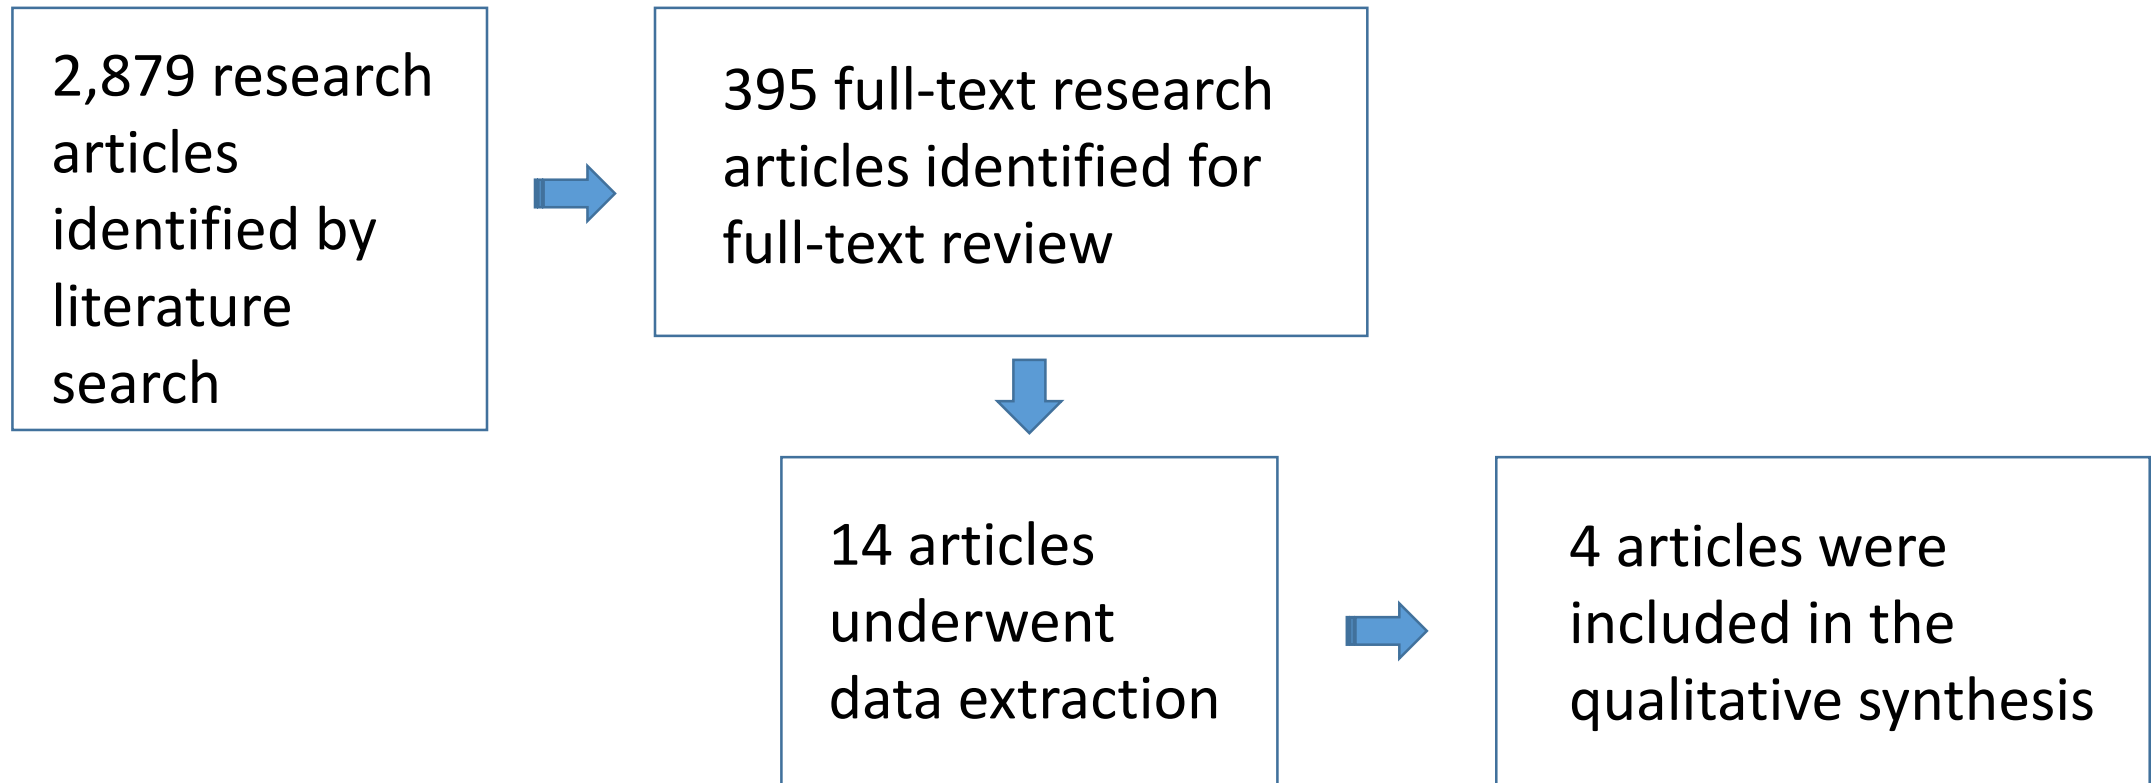 2,879 research
articles
identified by
literature
search
395 full-text research
articles identified for
full-text review
14 articles
underwent
data extraction
4 articles were
included in the
qualitative synthesis